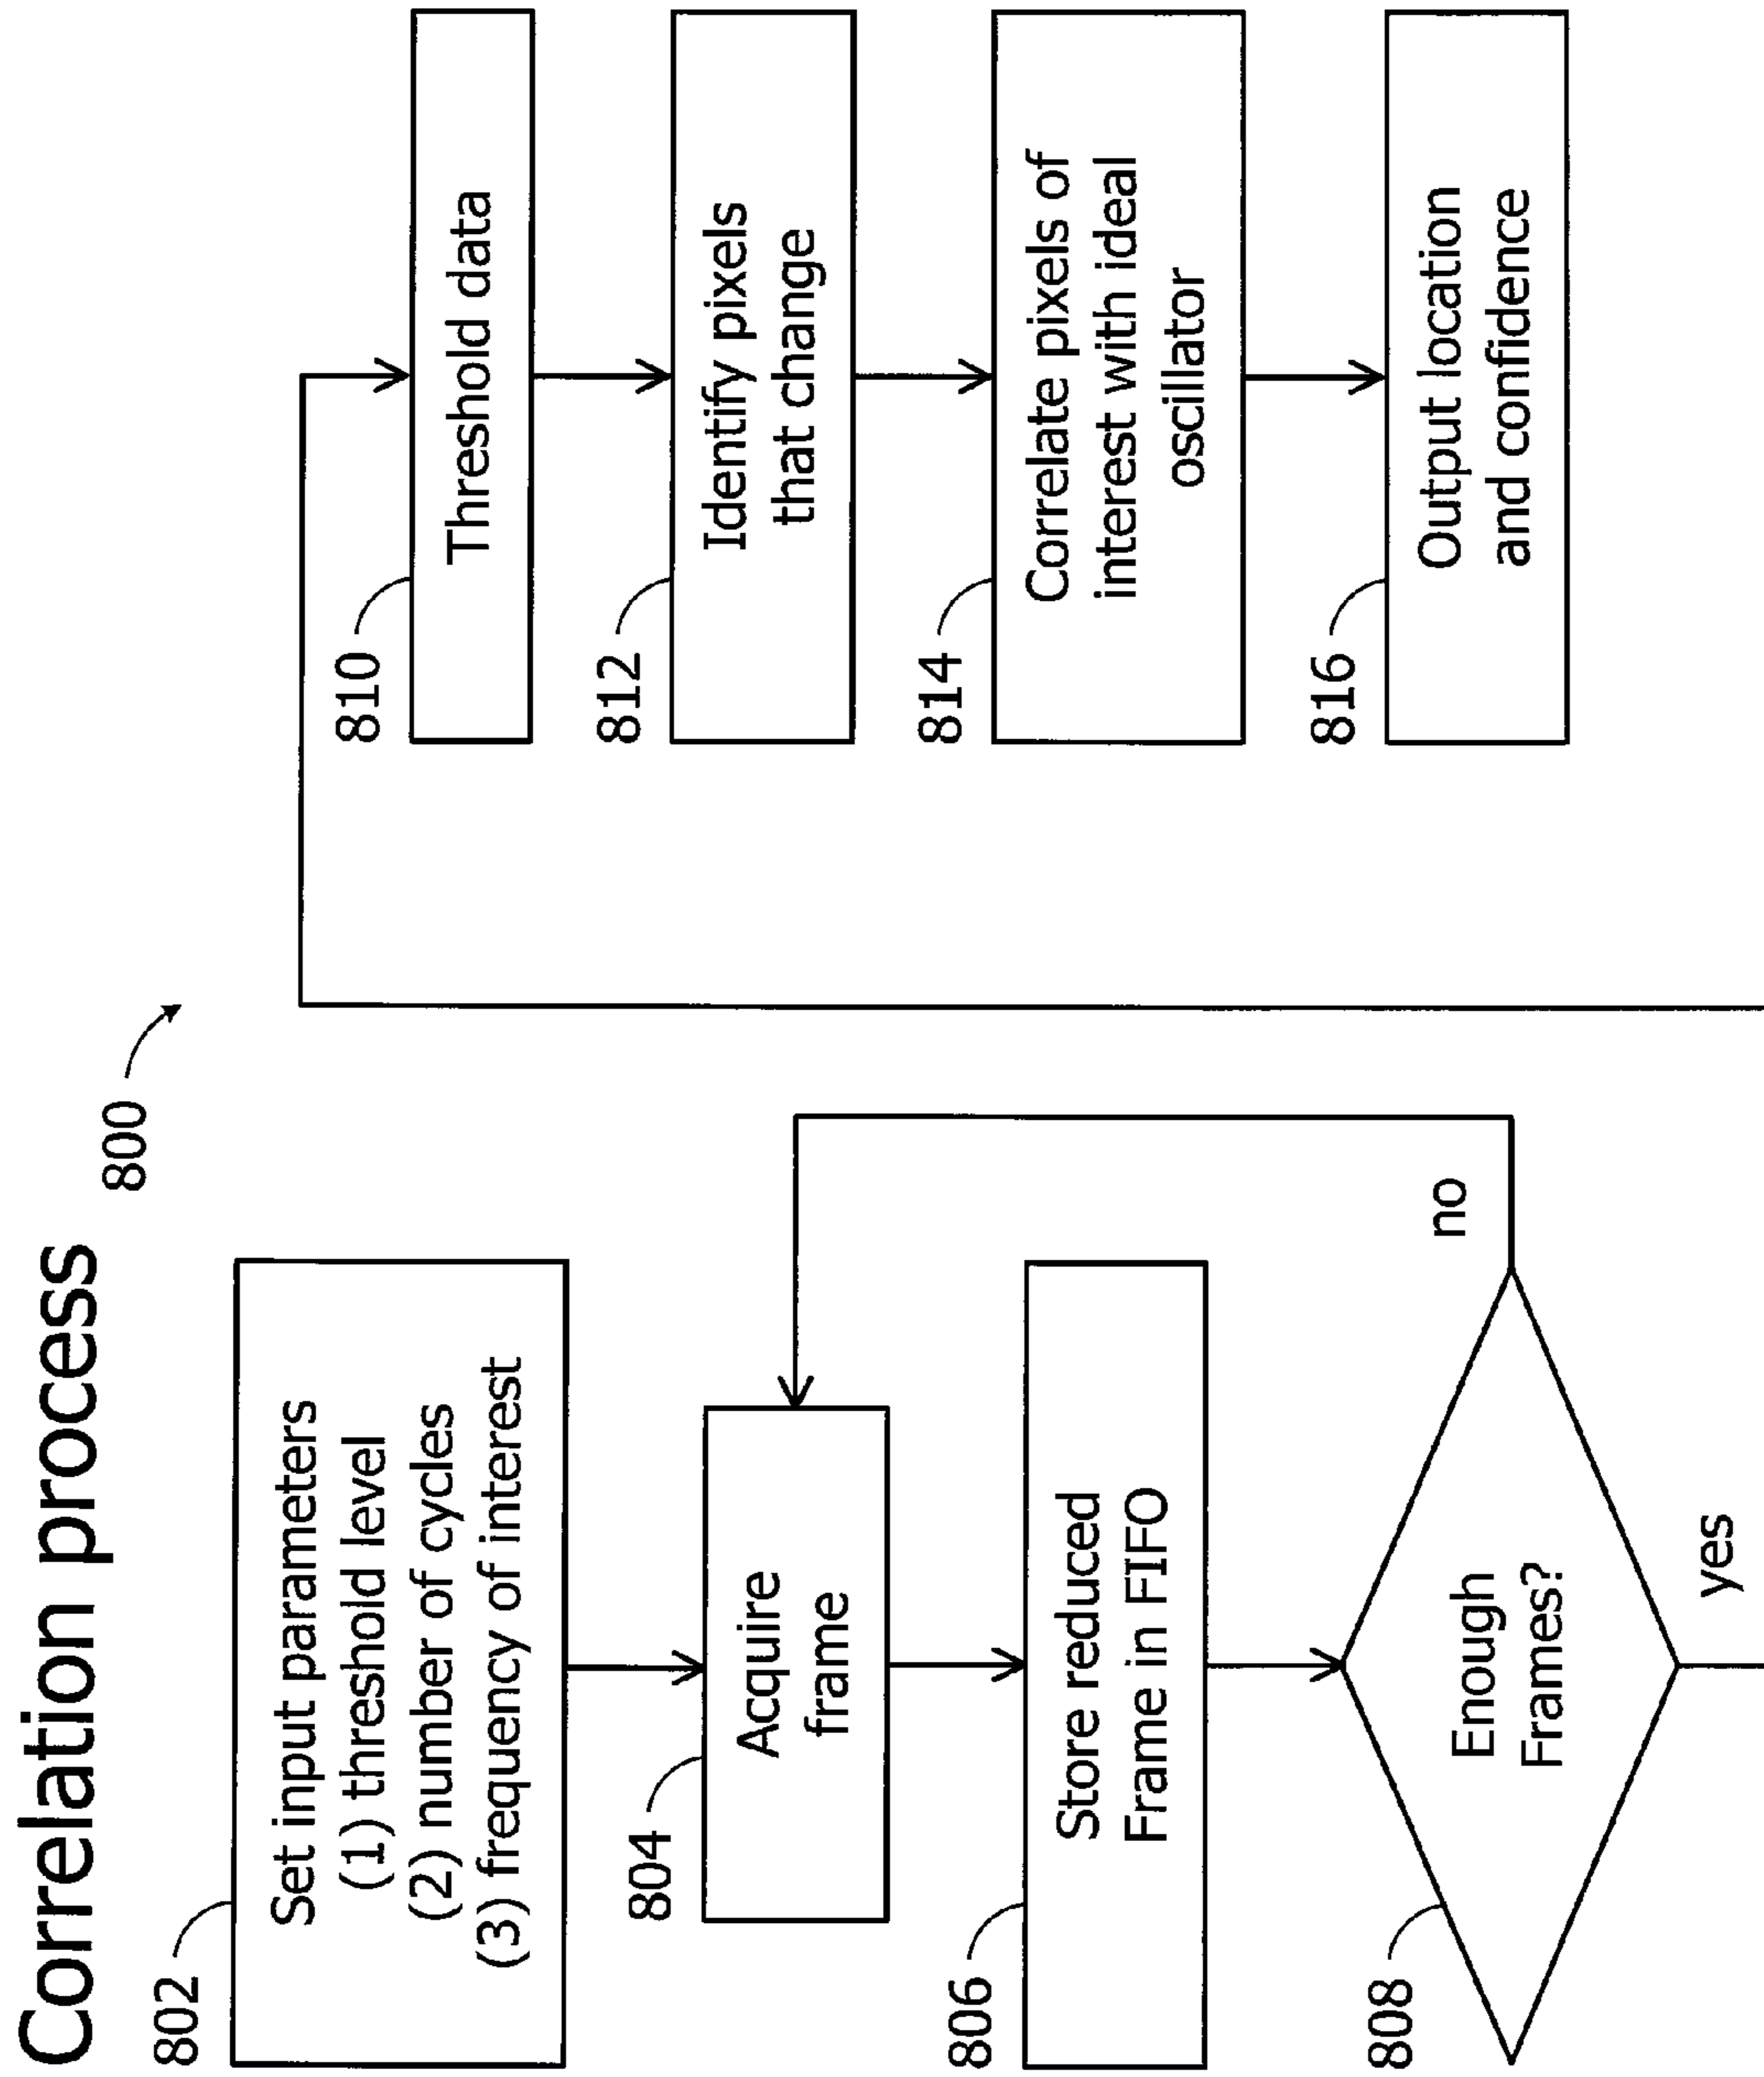 Correlation process
800
802
Set input parameters
(1) threshold level
(2) number of cycles
(3) frequency of interest
804
Acquire
frame
806
Store reduced
Frame in FIFO
808
Enough
Frames?
no
yes
810
Threshold data
812
Identify pixels
that change
814
Correlate pixels of
interest with ideal
oscillator
816
Output location
and confidence